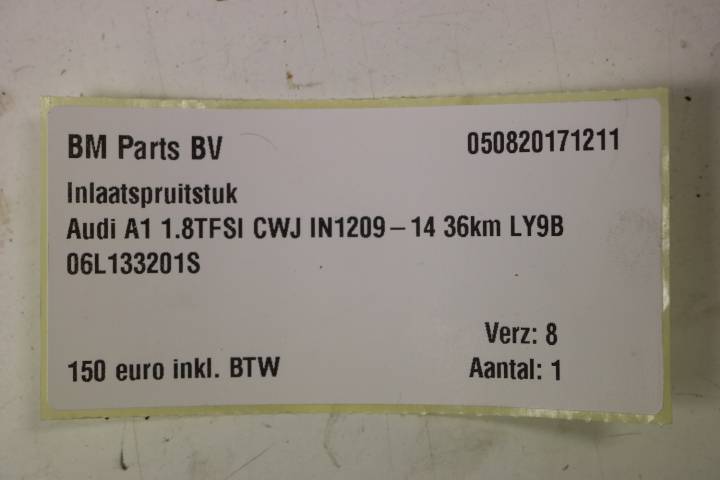 BM Parts BV 050820171211
Inlaatspruitstuk
Audi A1 1.8TFSI CWJ IN1209-14 36km LY9B
06L133201S
Verz: 8
150 euro inkl. BTW Aantal: 1